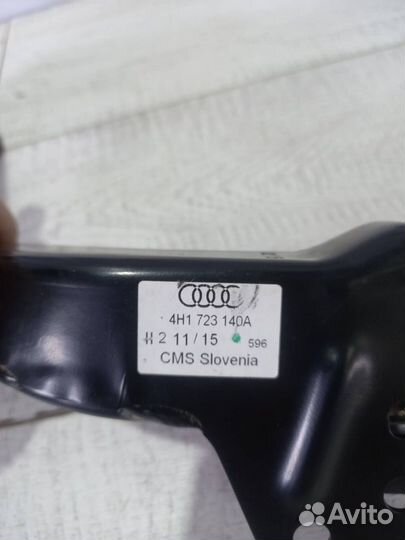 4H1 723 140A
H 2 11/15 596
CMS Slovenia
Avito